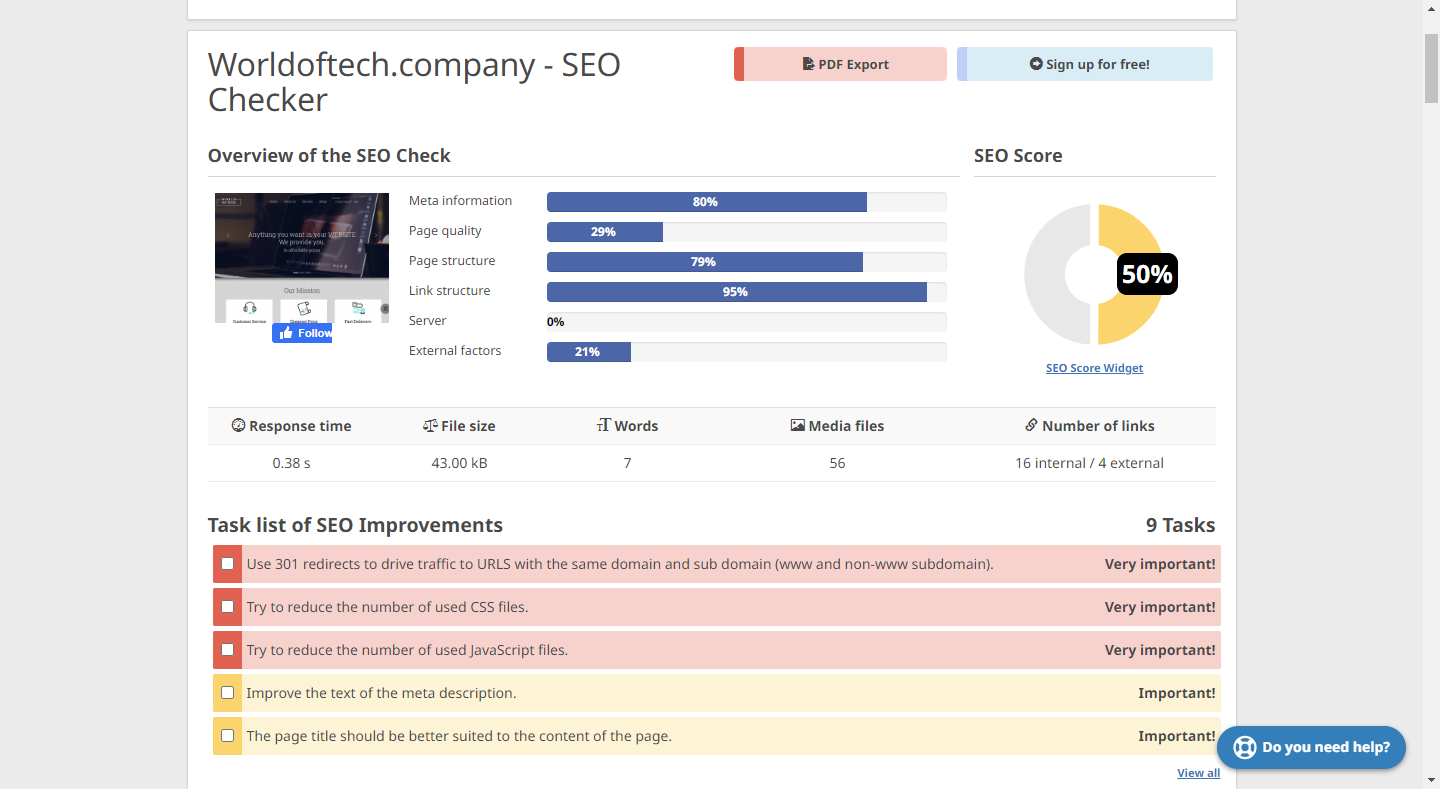 Worldoftech.company - SEO
Checker
PDF Export
Sign up for free!
Overview of the SEO Check
SEO Score
Anything you want in your WEBSITE
We provide you.
Our Mission
Customer Service
Fast Delievery
Follow
Meta information 80%
Page quality 29%
Page structure 79%
Link structure 95%
Server 0%
External factors 21%
50%
SEO Score Widget
Response time File size Words Media files Number of links
0.38 s 43.00 kB 7 56 16 internal / 4 external
Task list of SEO Improvements 9 Tasks
Use 301 redirects to drive traffic to URLS with the same domain and sub domain (www and non-www subdomain). Very important!
Try to reduce the number of used CSS files. Very important!
Try to reduce the number of used JavaScript files. Very important!
Improve the text of the meta description. Important!
The page title should be better suited to the content of the page. Important!
Do you need help?
View all